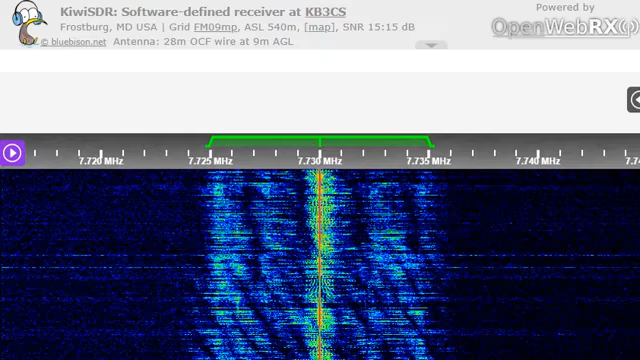 KiwiSDR: Software-defined receiver at KB3CS
Powered by
Frostburg, MD USA | Grid FM09mp, ASL 540m, [map], SNR 15:15 dB
OpenWebRX
© bluebison.net Antenna: 28m OCF wire at 9m AGL
7.720 MHz 7.725 MHz 7.730 MHz 7.735 MHz 7.740 MHz 7.74